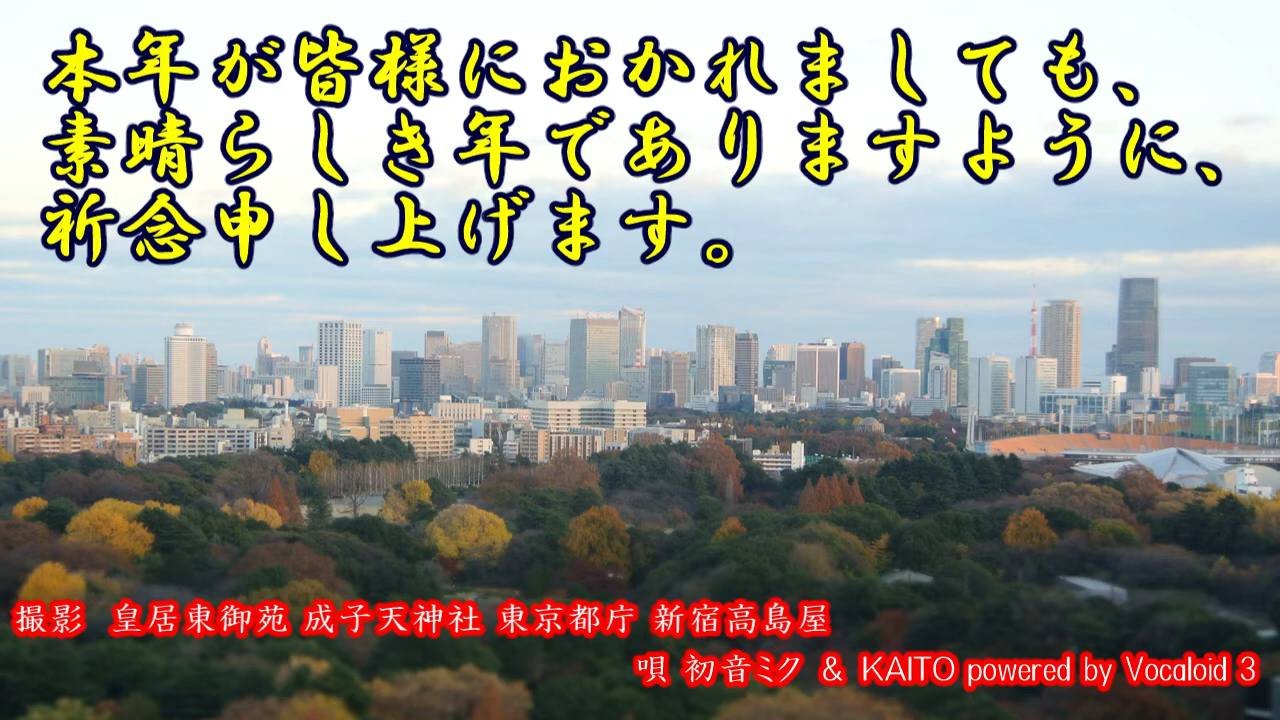 本年が皆様におかれましても、
素晴らしき年でありますように、
祈念申し上げます。
撮影 皇居東御苑 成子天神社 東京都庁 新宿高島屋
唄 初音ミク & KAITO powered by Vocaloid 3